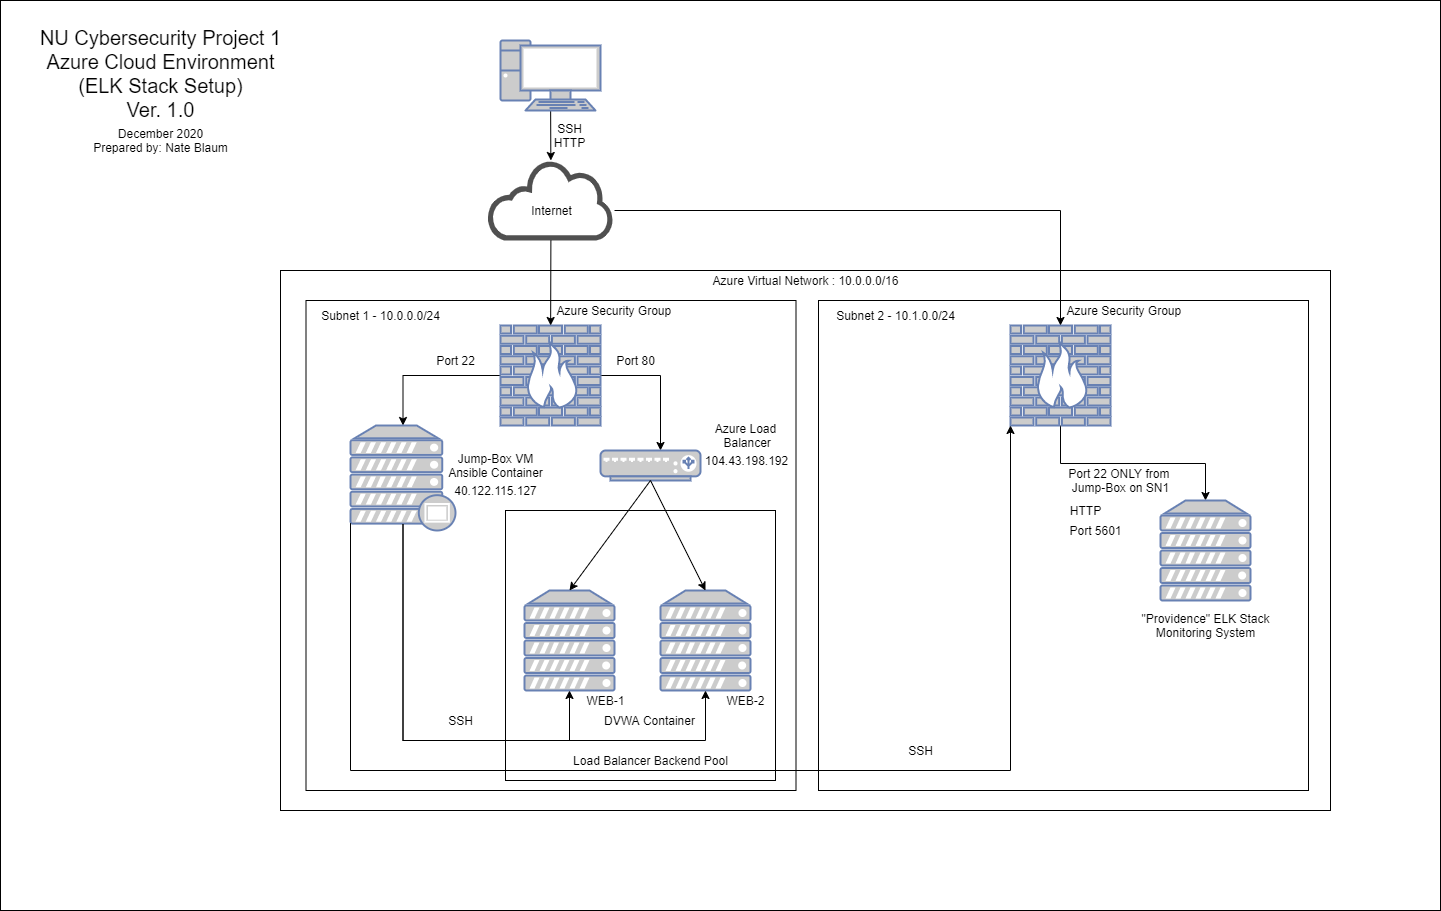 NU Cybersecurity Project 1
Azure Cloud Environment
(ELK Stack Setup)
Ver. 1.0
December 2020
Prepared by: Nate Blaum
SSH
HTTP
Internet
Azure Virtual Network : 10.0.0.0/16
Subnet 1 - 10.0.0.0/24
Azure Security Group
Port 22
Port 80
Jump-Box VM
Ansible Container
40.122.115.127
Azure Load
Balancer
104.43.198.192
WEB-1
WEB-2
SSH
DVWA Container
Load Balancer Backend Pool
Subnet 2 - 10.1.0.0/24
Azure Security Group
Port 22 ONLY from
Jump-Box on SN1
HTTP
Port 5601
"Providence" ELK Stack
Monitoring System
SSH